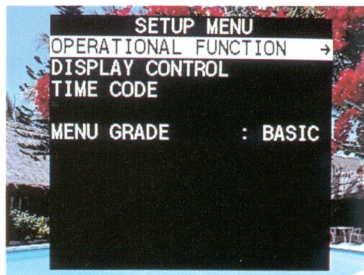 SETUP MENU
OPERATIONAL FUNCTION →
DISPLAY CONTROL
TIME CODE
MENU GRADE : BASIC